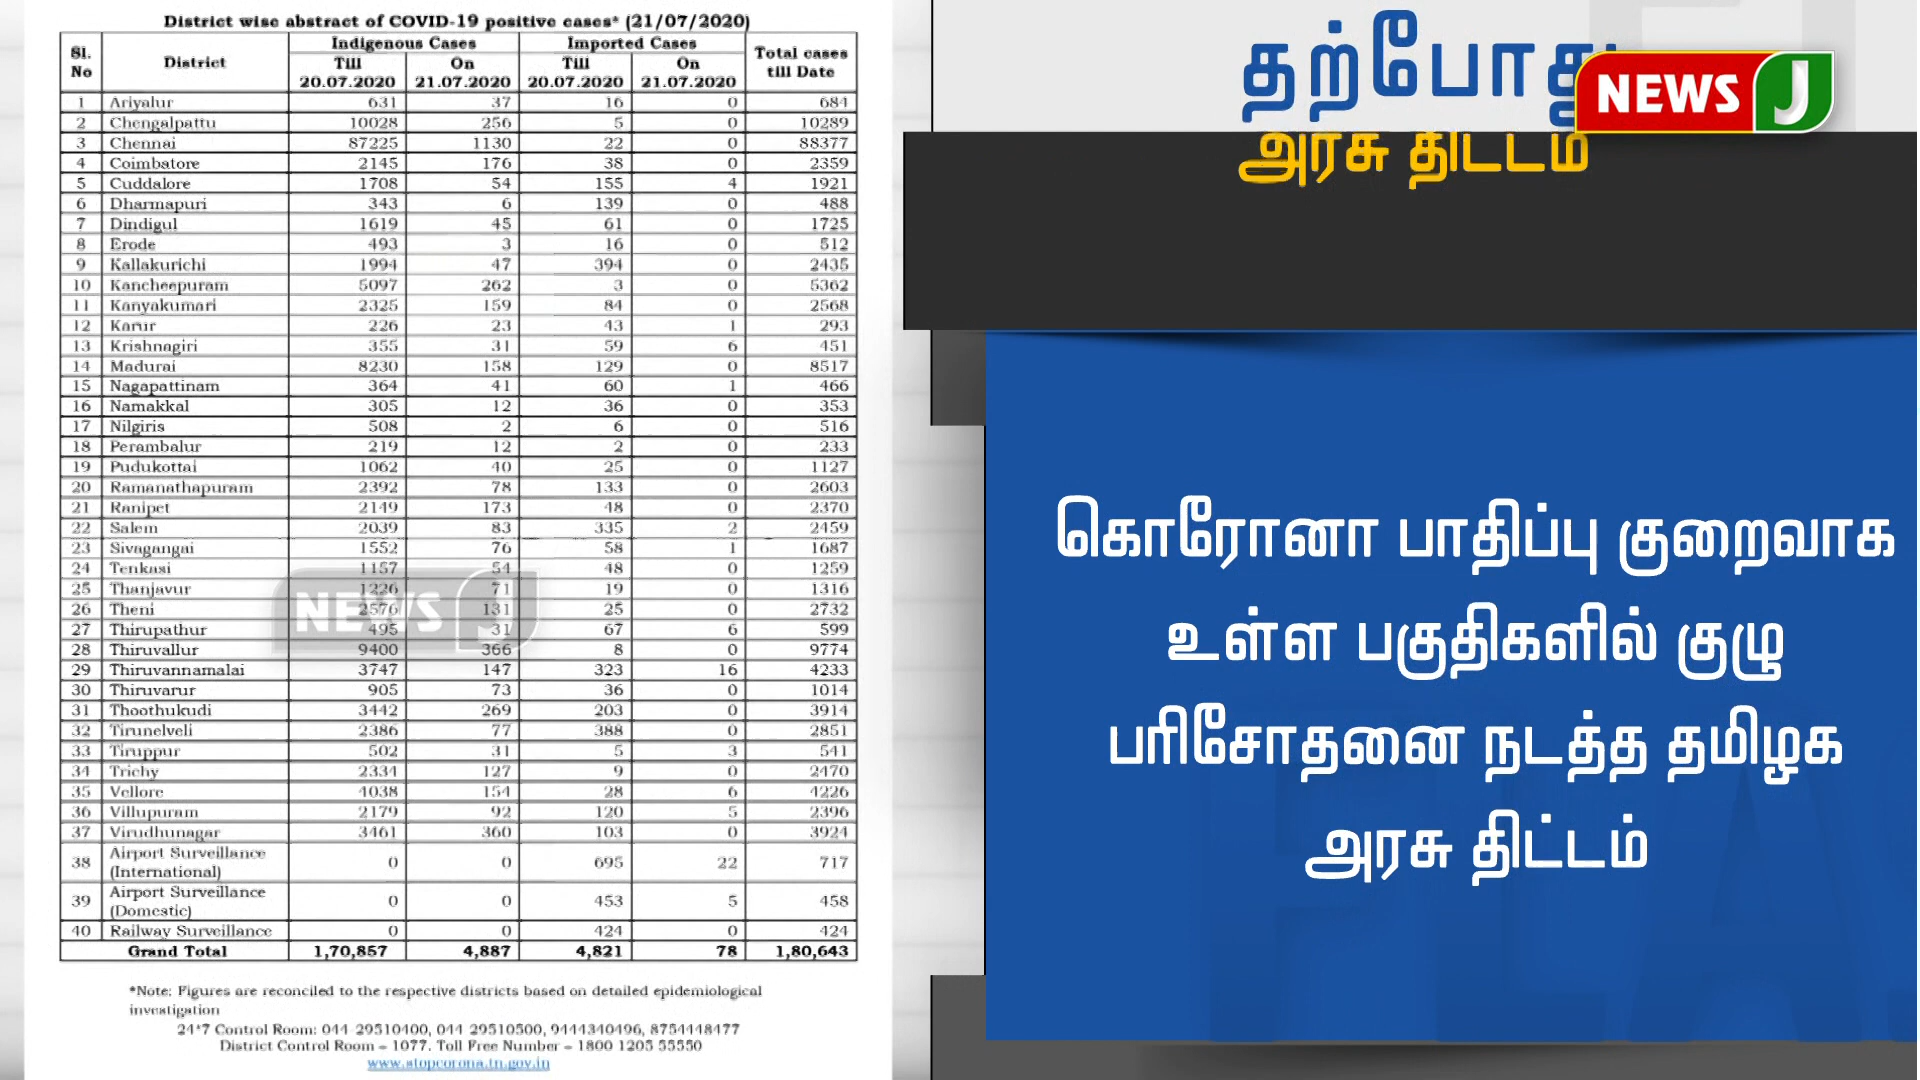 District wise abstract of COVID-19 positive cases* (21/07/2020)
Sl. No District Indigenous Cases Imported Cases Total cases till Date
Till 20.07.2020 On 21.07.2020 Till 20.07.2020 On 21.07.2020
1 Ariyalur 631 37 16 0 684
2 Chengalpattu 10028 256 5 0 10289
3 Chennai 87225 1130 22 0 88377
4 Coimbatore 2145 176 38 0 2359
5 Cuddalore 1708 54 155 4 1921
6 Dharmapuri 343 6 139 0 488
7 Dindigul 1619 45 61 0 1725
8 Erode 493 3 16 0 512
9 Kallakurichi 1994 47 394 0 2435
10 Kancheepuram 5097 262 3 0 5362
11 Kanyakumari 2325 159 84 0 2568
12 Karur 226 23 43 1 293
13 Krishnagiri 355 31 59 6 451
14 Madurai 8230 158 129 0 8517
15 Nagapattinam 364 41 60 1 466
16 Namakkal 305 12 36 0 353
17 Nilgiris 508 2 6 0 516
18 Perambalur 219 12 2 0 233
19 Pudukottai 1062 40 25 0 1127
20 Ramanathapuram 2392 78 133 0 2603
21 Ranipet 2149 173 48 0 2370
22 Salem 2039 83 335 2 2459
23 Sivagangai 1552 76 58 1 1687
24 Tenkasi 1157 54 48 0 1259
25 Thanjavur 1226 71 19 0 1316
26 Theni 2576 131 25 0 2732
27 Thirupathur 495 31 67 6 599
28 Thiruvallur 9400 366 8 0 9774
29 Thiruvannamalai 3747 147 323 16 4233
30 Thiruvarur 905 73 36 0 1014
31 Thoothukudi 3442 269 203 0 3914
32 Tirunelveli 2386 77 388 0 2851
33 Tiruppur 502 31 5 3 541
34 Trichy 2334 127 9 0 2470
35 Vellore 4038 154 28 6 4226
36 Villupuram 2179 92 120 5 2396
37 Virudhunagar 3461 360 103 0 3924
38 Airport Surveillance (International) 0 0 695 22 717
39 Airport Surveillance (Domestic) 0 0 453 5 458
40 Railway Surveillance 0 0 424 0 424
Grand Total 1,70,857 4,887 4,821 78 1,80,643
*Note: Figures are reconciled to the respective districts based on detailed epidemiological
investigation
24*7 Control Room: 044-29510400, 044-29510500, 9444340496, 8754448477
District Control Room – 1077. Toll Free Number – 1800 1205 55550
www.stopcorona.tn.gov.in
NEWS J
தற்போது
NEWS J
அரசு திட்டம்
கொரோனா பாதிப்பு குறைவாக
உள்ள பகுதிகளில் குழு
பரிசோதனை நடத்த தமிழக
அரசு திட்டம்